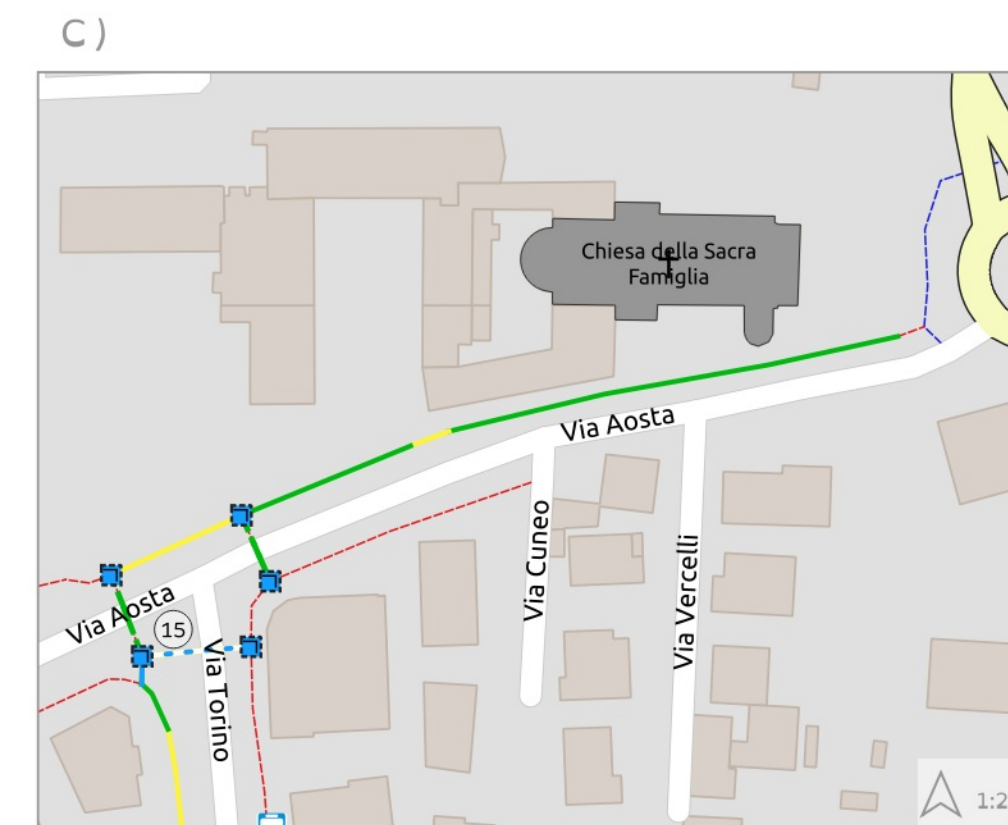 C)
Chiesa della Sacra
Famiglia
Via Aosta
Via Cuneo
Via Vercelli
Via Aosta
15
Via Torino
1:2